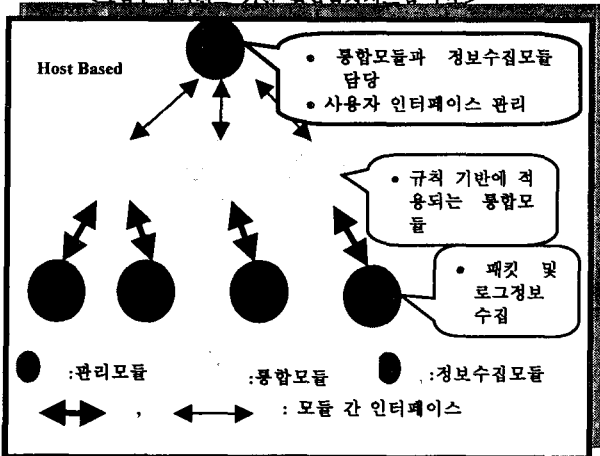 Host Based
• 통합모듈과 정보수집모듈
담당
• 사용자 인터페이스 관리
• 규칙 기반에 적
용되는 통합모
듈
• 패킷 및
로그정보
수집
:관리모듈 :통합모듈 :정보수집모듈
, : 모듈 간 인터페이스